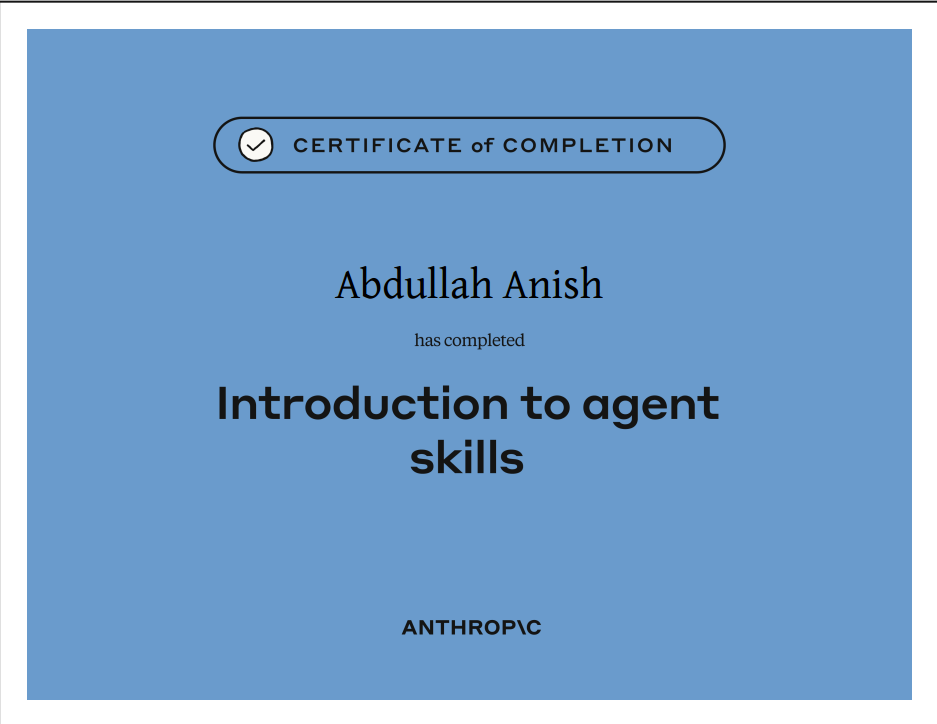 CERTIFICATE of COMPLETION
Abdullah Anish
has completed
Introduction to agent
skills
ANTHROP\C